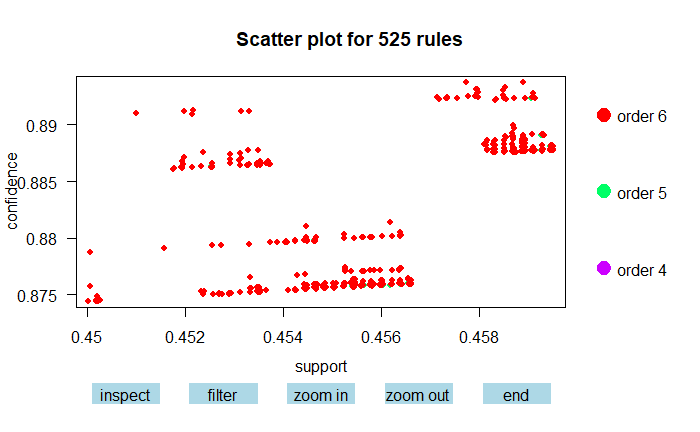 Scatter plot for 525 rules
order 6
order 5
order 4
confidence
0.89
0.885
0.88
0.875
0.45 0.452 0.454 0.456 0.458
support
inspect filter zoom in zoom out end